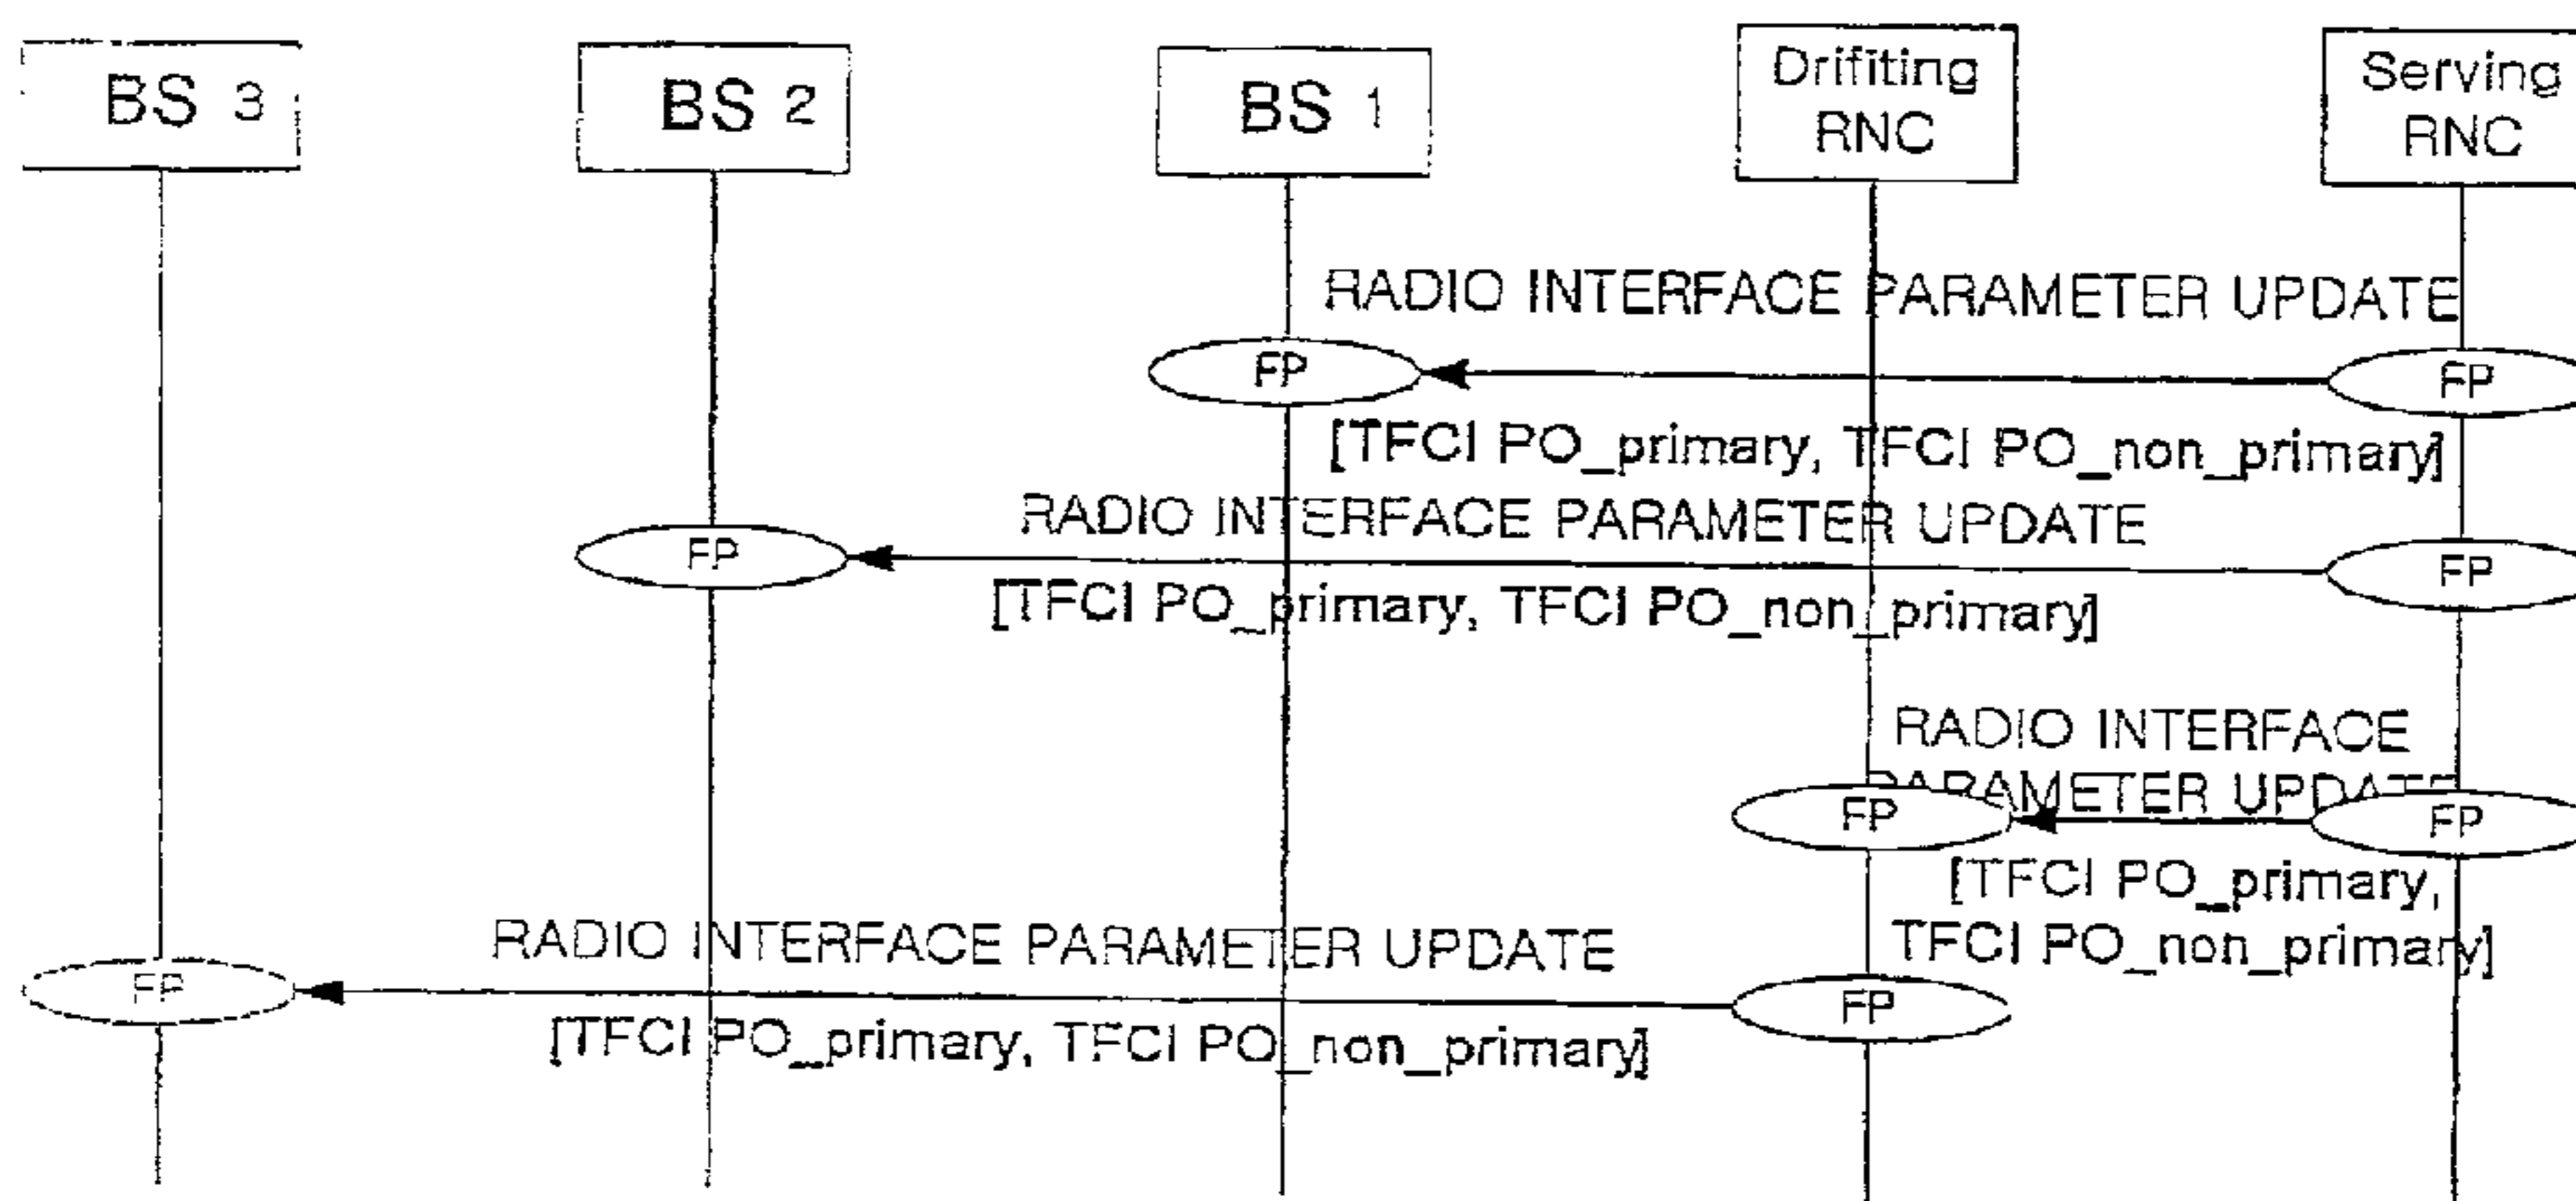 BS 3
BS 2
BS 1
Drifiting
RNC
Serving
RNC
RADIO INTERFACE PARAMETER UPDATE
FP
FP
[TFCI PO_primary, TFCI PO_non_primary]
RADIO INTERFACE PARAMETER UPDATE
FP
FP
[TFCI PO_primary, TFCI PO_non_primary]
RADIO INTERFACE
PARAMETER UPDATE
FP
FP
[TFCI PO_primary,
TFCI PO_non_primary]
RADIO INTERFACE PARAMETER UPDATE
FP
FP
[TFCI PO_primary, TFCI PO_non_primary]